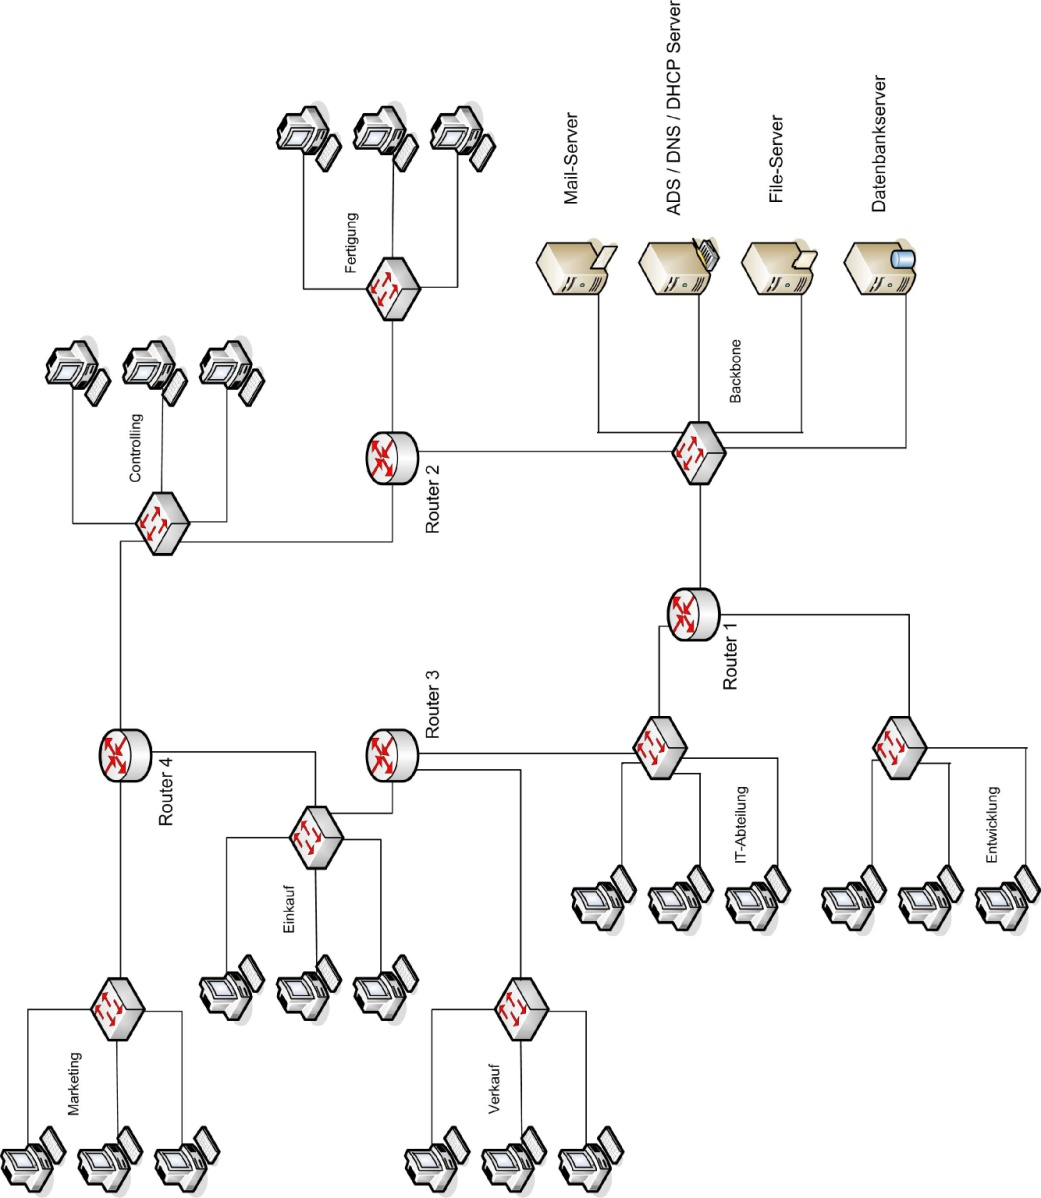 Mail-Server
ADS / DNS / DHCP Server
File-Server
Datenbankserver
Fertigung
Backbone
Controlling
Router 2
Router 1
Router 3
Router 4
IT-Abteilung
Entwicklung
Einkauf
Marketing
Verkauf